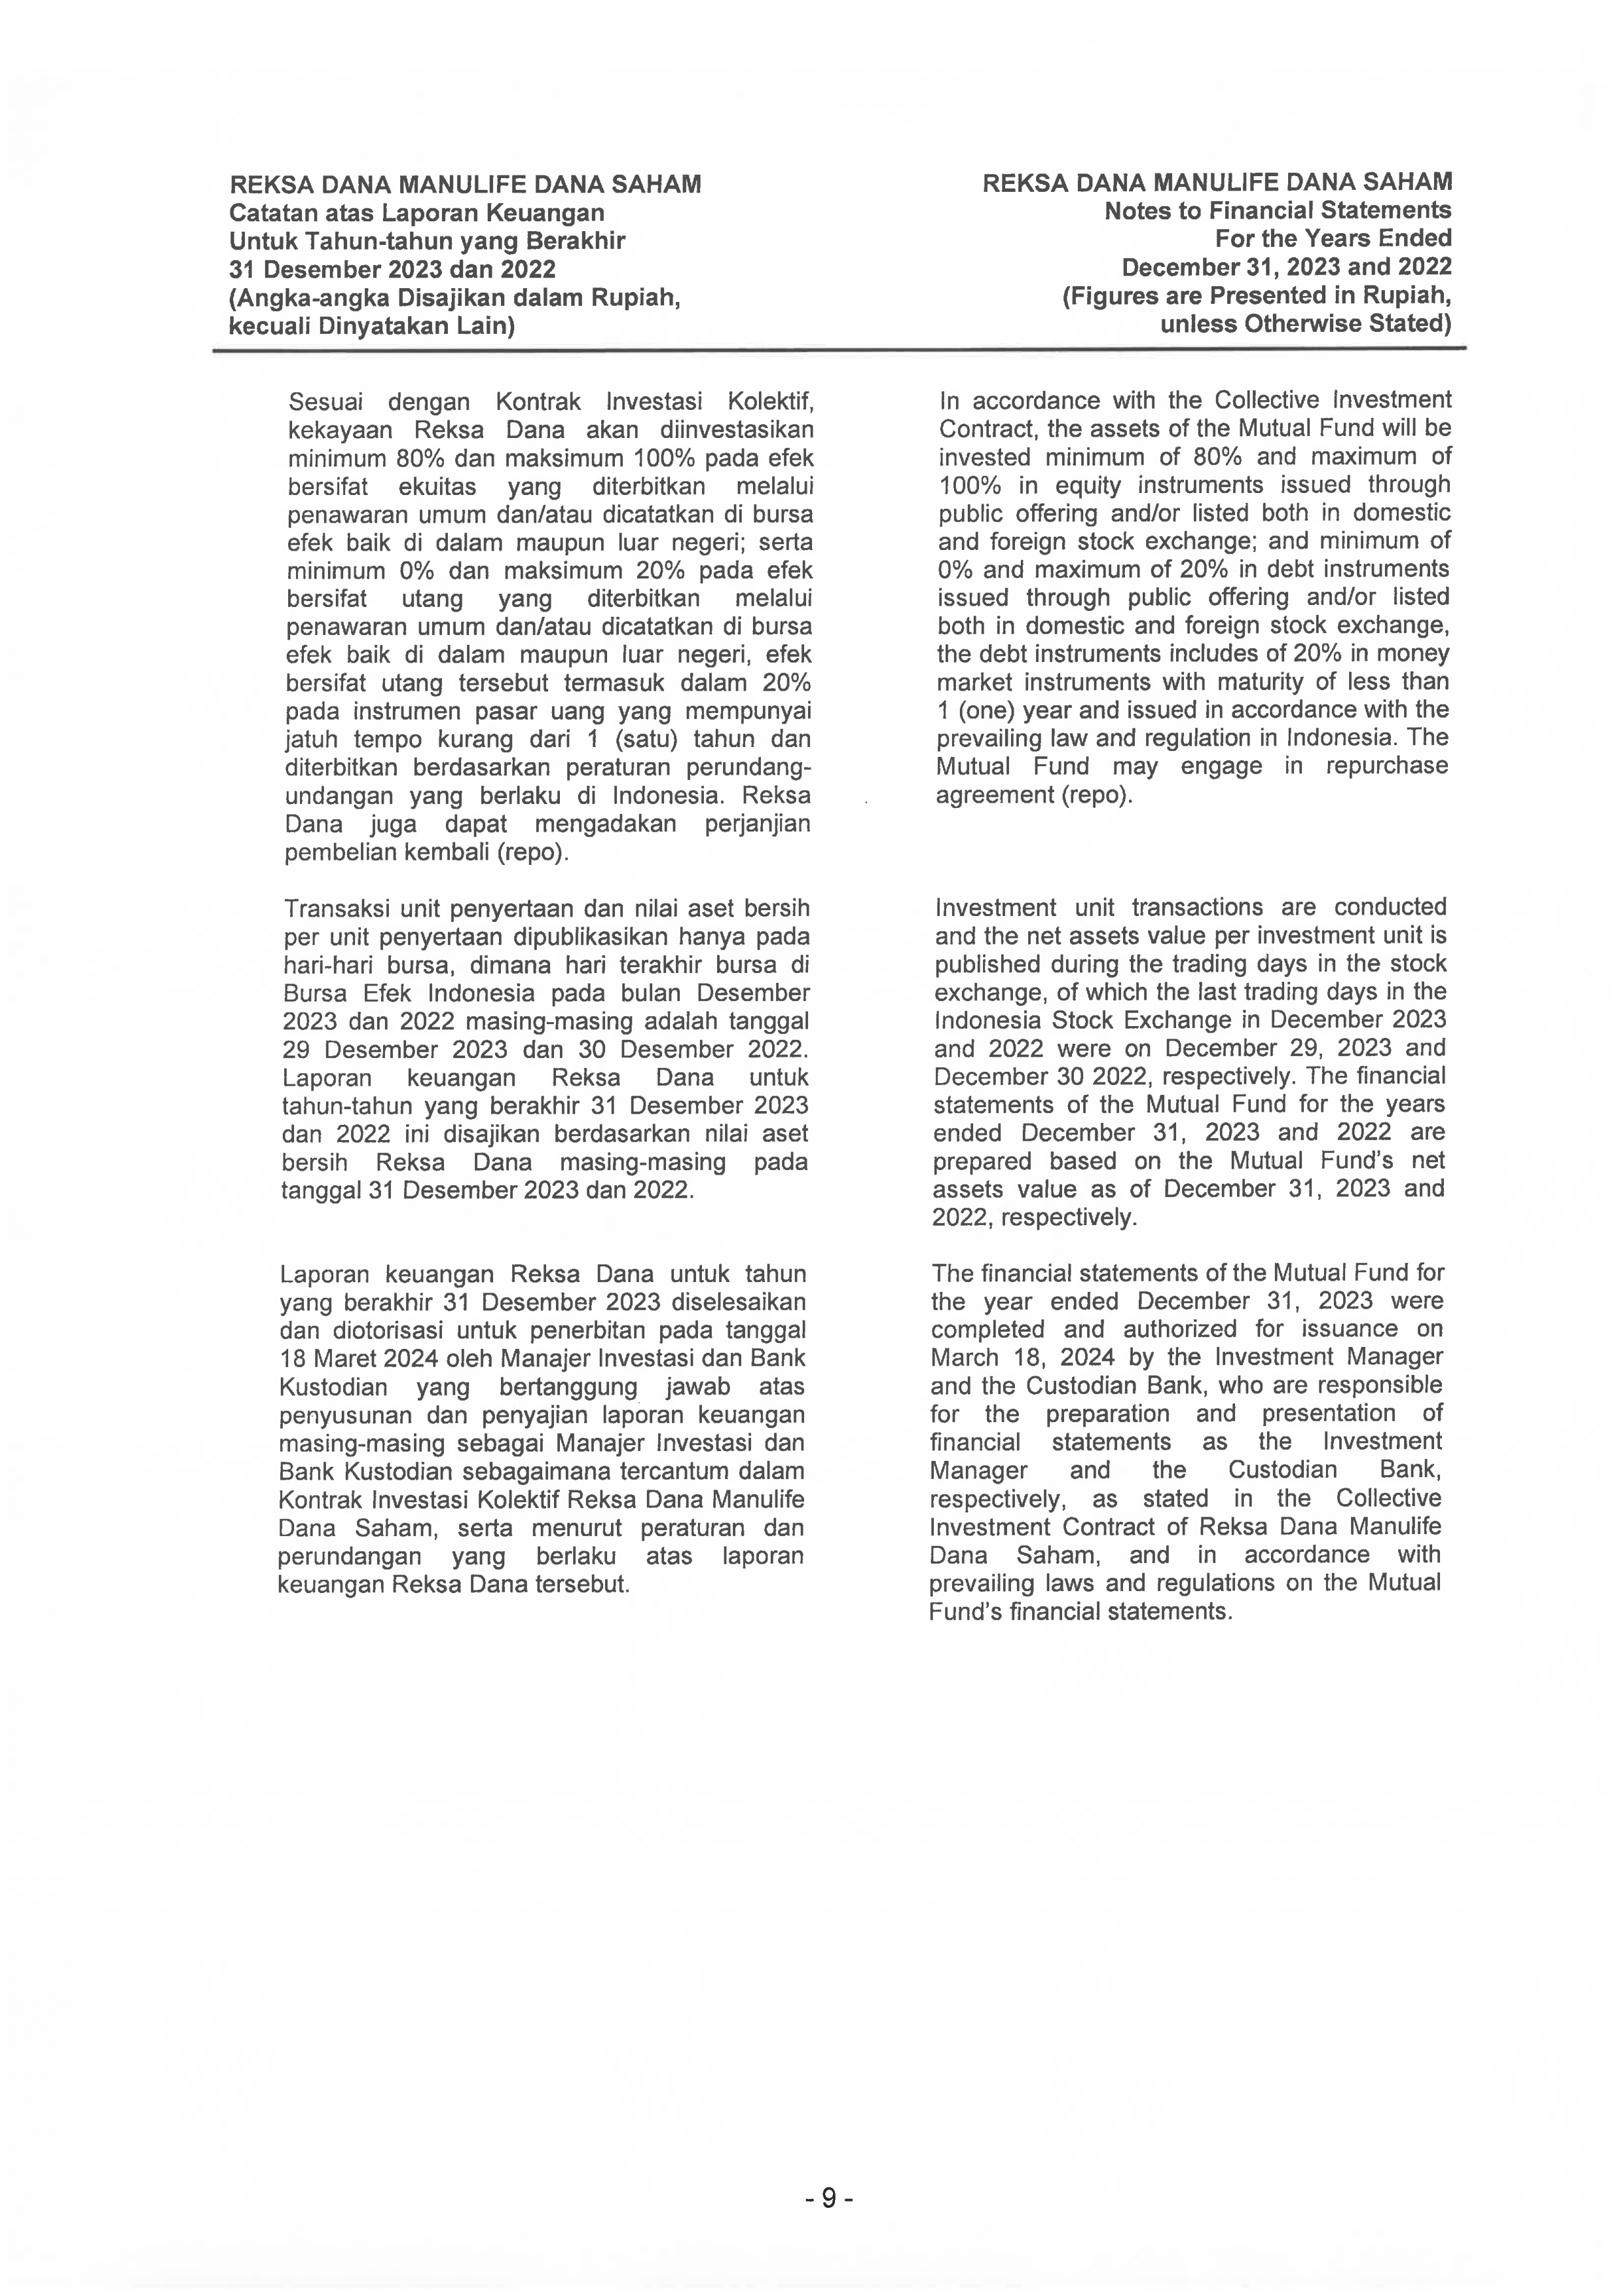 REKSA DANA MANULIFE DANA SAHAM
Catatan atas Laporan Keuangan
Untuk Tahun-tahun yang Berakhir
31 Desember 2023 dan 2022
(Angka-angka Disajikan dalam Rupiah,
kecuali Dinyatakan Lain)
REKSA DANA MANULIFE DANA SAHAM
Notes to Financial Statements
For the Years Ended
December 31, 2023 and 2022
(Figures are Presented in Rupiah,
unless Otherwise Stated)
Sesuai dengan Kontrak Investasi Kolektif,
kekayaan Reksa Dana akan diinvestasikan
minimum 80% dan maksimum 100% pada efek
bersifat ekuitas yang diterbitkan melalui
penawaran umum dan/atau dicatatkan di bursa
efek baik di dalam maupun luar negeri; serta
minimum 0% dan maksimum 20% pada efek
bersifat utang yang diterbitkan melalui
penawaran umum dan/atau dicatatkan di bursa
efek baik di dalam maupun luar negeri, efek
bersifat utang tersebut termasuk dalam 20%
pada instrumen pasar uang yang mempunyai
jatuh tempo kurang dari 1 (satu) tahun dan
diterbitkan berdasarkan peraturan perundang-
undangan yang berlaku di Indonesia. Reksa
Dana juga dapat mengadakan perjanjian
pembelian kembali (repo).
Transaksi unit penyertaan dan nilai aset bersih
per unit penyertaan dipublikasikan hanya pada
hari-hari bursa, dimana hari terakhir bursa di
Bursa Efek Indonesia pada bulan Desember
2023 dan 2022 masing-masing adalah tanggal
29 Desember 2023 dan 30 Desember 2022.
Laporan keuangan Reksa Dana untuk
tahun-tahun yang berakhir 31 Desember 2023
dan 2022 ini disajikan berdasarkan nilai aset
bersih Reksa Dana masing-masing pada
tanggal 31 Desember 2023 dan 2022.
Laporan keuangan Reksa Dana untuk tahun
yang berakhir 31 Desember 2023 diselesaikan
dan diotorisasi untuk penerbitan pada tanggal
18 Maret 2024 oleh Manajer Investasi dan Bank
Kustodian yang bertanggung jawab atas
penyusunan dan penyajian laporan keuangan
masing-masing sebagai Manajer Investasi dan
Bank Kustodian sebagaimana tercantum dalam
Kontrak Investasi Kolektif Reksa Dana Manulife
Dana Saham, serta menurut peraturan dan
perundangan yang berlaku atas laporan
keuangan Reksa Dana tersebut.
In accordance with the Collective Investment
Contract, the assets of the Mutual Fund will be
invested minimum of 80% and maximum of
100% in equity instruments issued through
public offering and/or listed both in domestic
and foreign stock exchange; and minimum of
0% and maximum of 20% in debt instruments
issued through public offering and/or listed
both in domestic and foreign stock exchange,
the debt instruments includes of 20% in money
market instruments with maturity of less than
1 (one) year and issued in accordance with the
prevailing law and regulation in Indonesia. The
Mutual Fund may engage in repurchase
agreement (repo).
Investment unit transactions are conducted
and the net assets value per investment unit is
published during the trading days in the stock
exchange, of which the last trading days in the
Indonesia Stock Exchange in December 2023
and 2022 were on December 29, 2023 and
December 30 2022, respectively. The financial
statements of the Mutual Fund for the years
ended December 31, 2023 and 2022 are
prepared based on the Mutual Fund's net
assets value as of December 31, 2023 and
2022, respectively.
The financial statements of the Mutual Fund for
the year ended December 31, 2023 were
completed and authorized for issuance on
March 18, 2024 by the Investment Manager
and the Custodian Bank, who are responsible
for the preparation and presentation of
financial statements as the Investment
Manager and the Custodian Bank,
respectively, as stated in the Collective
Investment Contract of Reksa Dana Manulife
Dana Saham, and in accordance with
prevailing laws and regulations on the Mutual
Fund's financial statements.
- 9 -